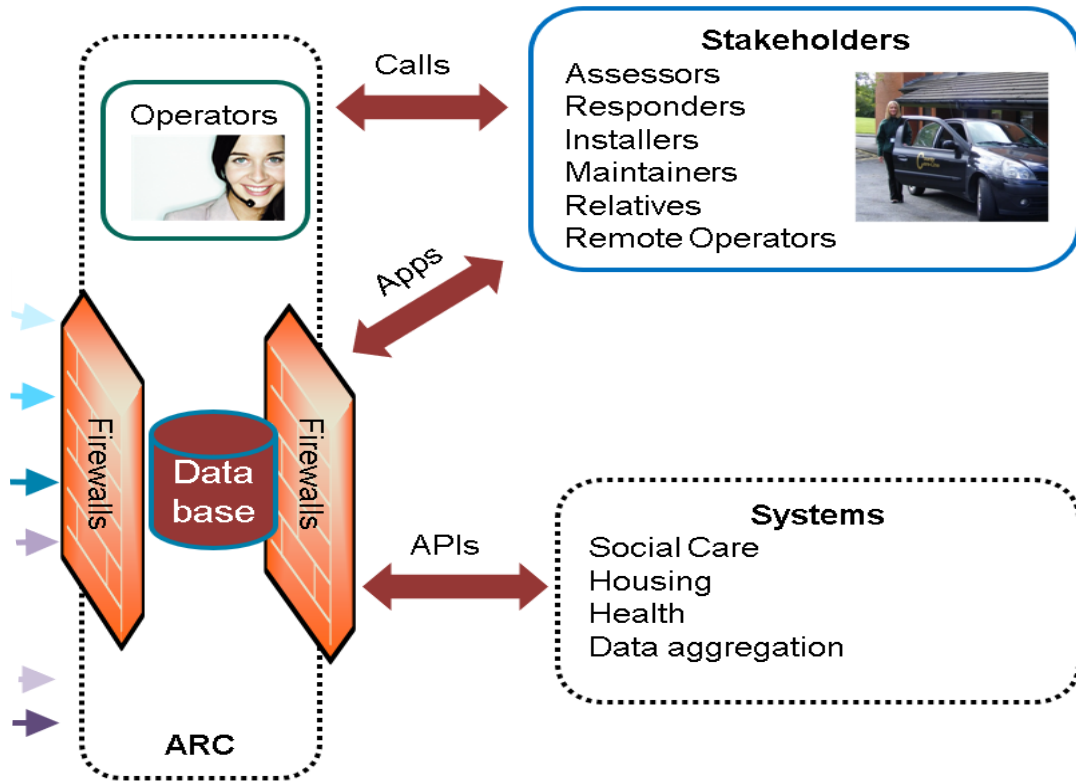 Operators
Calls
Stakeholders
Assessors
Responders
Installers
Maintainers
Relatives
Remote Operators
Apps
Firewalls
Data
base
Firewalls
APIs
Systems
Social Care
Housing
Health
Data aggregation
ARC